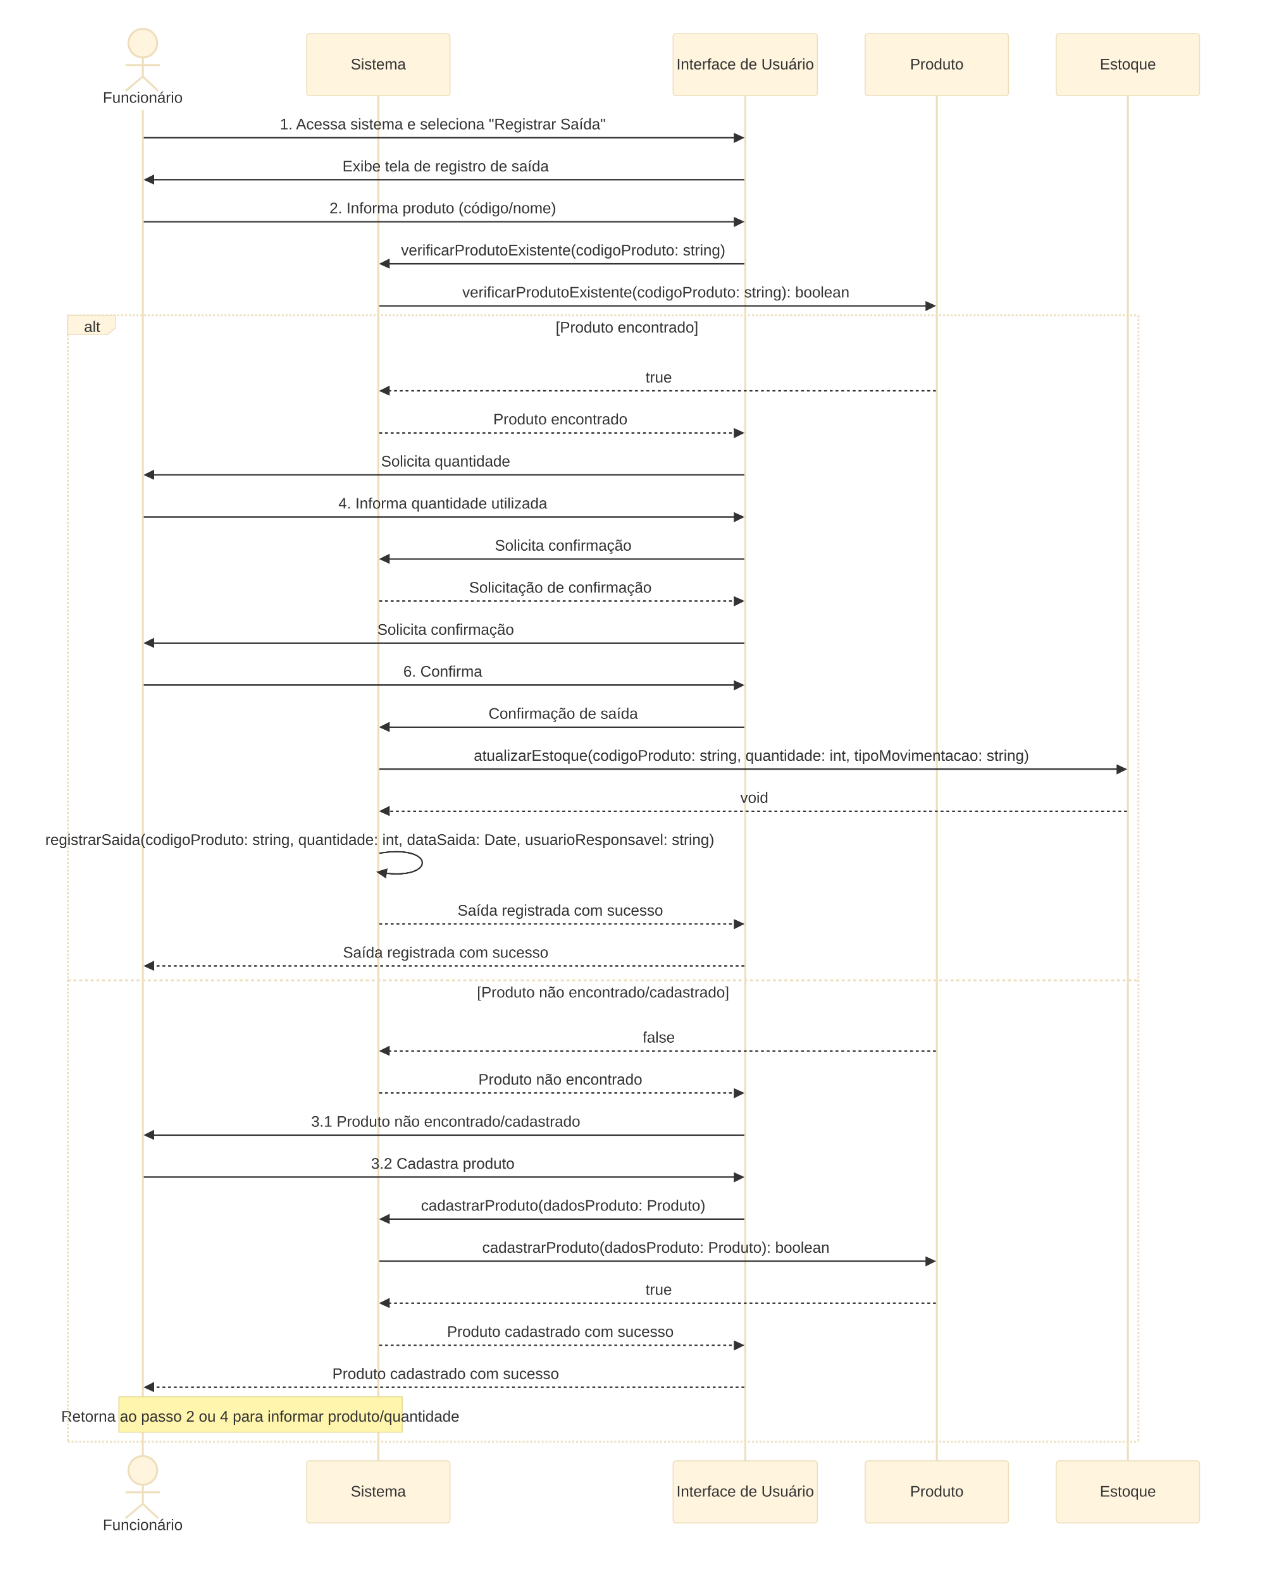 Funcionário
Sistema
Interface de Usuário
Produto
Estoque
1. Acessa sistema e seleciona "Registrar Saída"
Exibe tela de registro de saída
2. Informa produto (código/nome)
verificarProdutoExistente(codigoProduto: string)
verificarProdutoExistente(codigoProduto: string): boolean
alt
[Produto encontrado]
true
Produto encontrado
Solicita quantidade
4. Informa quantidade utilizada
Solicita confirmação
Solicitação de confirmação
Solicita confirmação
6. Confirma
Confirmação de saída
atualizarEstoque(codigoProduto: string, quantidade: int, tipoMovimentacao: string)
void
registrarSaida(codigoProduto: string, quantidade: int, dataSaida: Date, usuarioResponsavel: string)
Saída registrada com sucesso
Saída registrada com sucesso
[Produto não encontrado/cadastrado]
false
Produto não encontrado
3.1 Produto não encontrado/cadastrado
3.2 Cadastra produto
cadastrarProduto(dadosProduto: Produto)
cadastrarProduto(dadosProduto: Produto): boolean
true
Produto cadastrado com sucesso
Produto cadastrado com sucesso
Retorna ao passo 2 ou 4 para informar produto/quantidade
Funcionário
Sistema
Interface de Usuário
Produto
Estoque